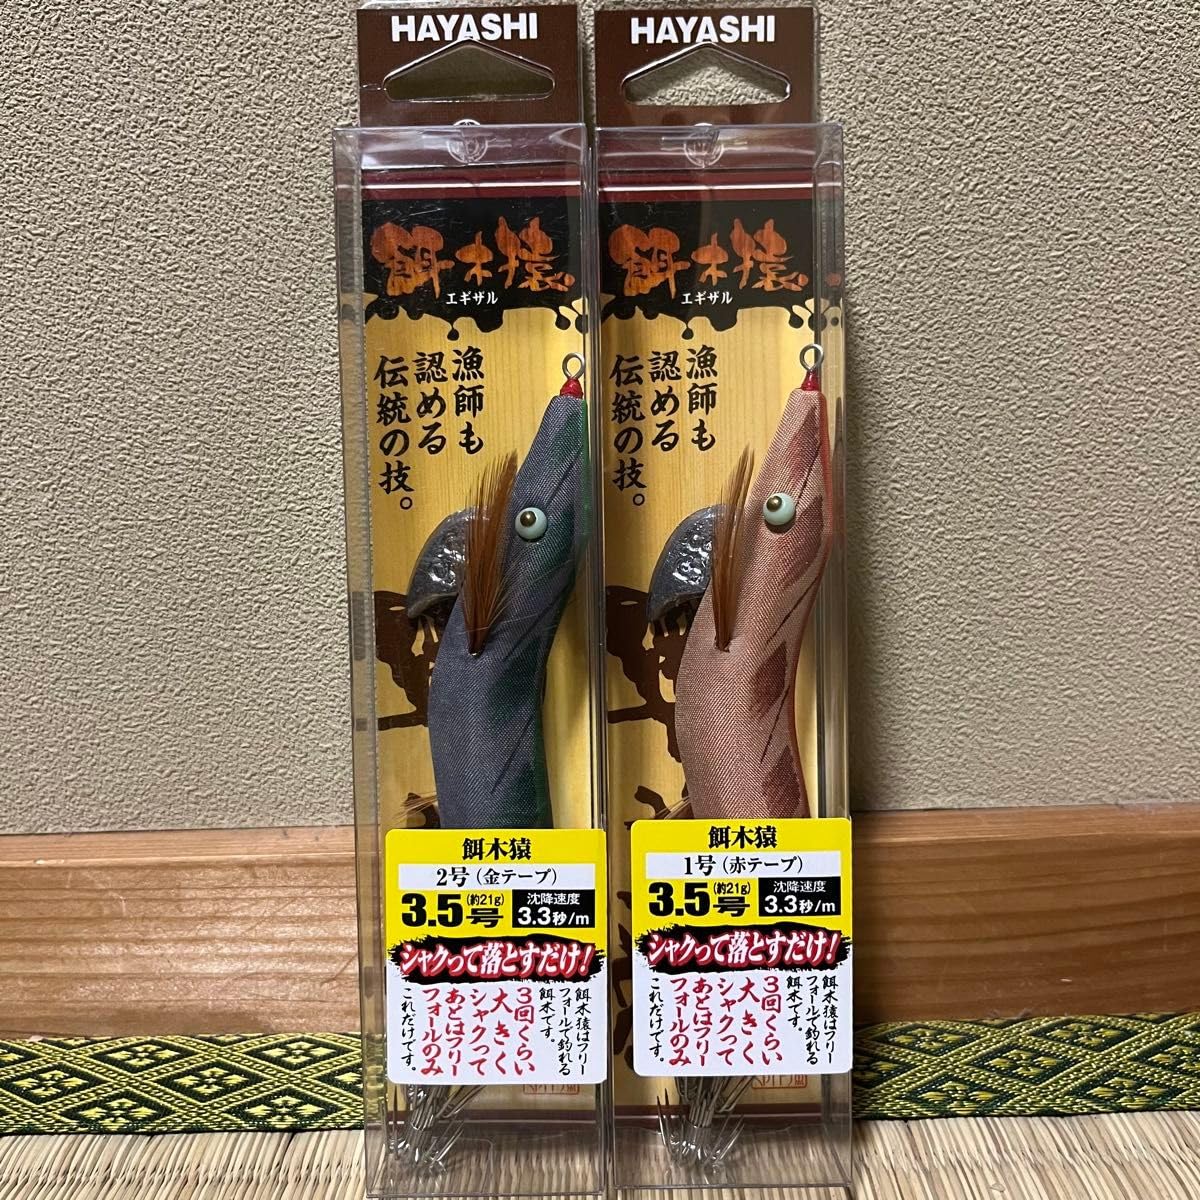 HAYASHI
餌木猿
エギザル
漁師も
認める
伝統の技。
餌木猿
2号（金テープ）
3.5号
(約21g)
沈降速度
3.3秒/m
シャクって落とすだけ!
餌木猿はフリー
フォールで釣れる
餌木です。
3回くらい
大きく
シャクって
あとはフリー
フォールのみ
これだけです。
HAYASHI
餌木猿
エギザル
漁師も
認める
伝統の技。
餌木猿
1号（赤テープ）
3.5号
(約21g)
沈降速度
3.3秒/m
シャクって落とすだけ!
餌木猿はフリー
フォールで釣れる
餌木です。
3回くらい
大きく
シャクって
あとはフリー
フォールのみ
これだけです。